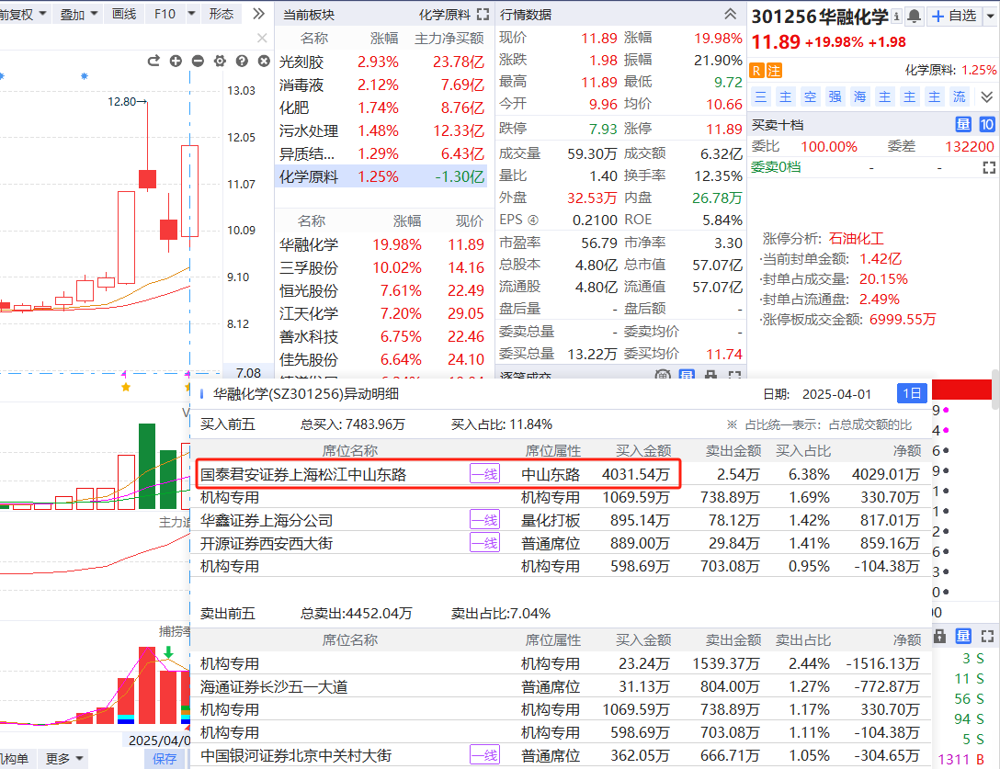 前复权 叠加 画线 F10 形态
12.80→
13.03
12.05
11.07
10.09
9.10
8.12
7.08
主力追
捕捞季
2025/04/0
机构单 更多 保存
当前板块 化学原料
名称 涨幅 主力净买额
光刻胶 2.93% 23.78亿
消毒液 2.12% 7.69亿
化肥 1.74% 8.76亿
污水处理 1.48% 12.33亿
异质结... 1.29% 6.43亿
化学原料 1.25% -1.30亿
名称 涨幅 现价
华融化学 19.98% 11.89
三孚股份 10.02% 14.16
恒光股份 7.61% 22.49
江天化学 7.20% 29.05
善水科技 6.75% 22.46
佳先股份 6.64% 24.10
行情数据
现价 11.89 涨幅 19.98%
涨跌 1.98 振幅 21.90%
最高 11.89 最低 9.72
今开 9.96 均价 10.66
跌停 7.93 涨停 11.89
成交量 59.30万 成交额 6.32亿
量比 1.40 换手率 12.35%
外盘 32.53万 内盘 26.78万
EPS ④ 0.2100 ROE 5.84%
市盈率 56.79 市净率 3.30
总股本 4.80亿 总市值 57.07亿
流通股 4.80亿 流通值 57.07亿
盘后量 - 盘后额 -
委卖总量 - 委卖均价 -
委买总量 13.22万 委买均价 11.74
逐笔成交
301256 华融化学 自选
11.89 +19.98% +1.98
R 注 化学原料: 1.25%
三 主 空 强 海 主 主 主 流
买卖十档 量 10
委比 100.00% 委差 132200
委卖0档 - -
涨停分析: 石油化工
·当前封单金额: 1.42亿
·封单占成交量: 20.15%
·封单占流通盘: 2.49%
·涨停板成交金额: 6999.55万
华融化学(SZ301256)异动明细 日期: 2025-04-01 1日
买入前五 总买入: 7483.96万 买入占比: 11.84% ※ 占比统一表示: 占总成交额的比
席位名称 席位属性 买入金额 卖出金额 买入占比 净额
国泰君安证券上海松江中山东路 一线 中山东路 4031.54万 2.54万 6.38% 4029.01万
机构专用 机构专用 1069.59万 738.89万 1.69% 330.70万
华鑫证券上海分公司 一线 量化打板 895.14万 78.12万 1.42% 817.01万
开源证券西安西大街 一线 普通席位 889.00万 29.84万 1.41% 859.16万
机构专用 机构专用 598.69万 703.08万 0.95% -104.38万
卖出前五 总卖出:4452.04万 卖出占比:7.04%
席位名称 席位属性 买入金额 卖出金额 卖出占比 净额
机构专用 机构专用 23.24万 1539.37万 2.44% -1516.13万
海通证券长沙五一大道 普通席位 31.13万 804.00万 1.27% -772.87万
机构专用 机构专用 1069.59万 738.89万 1.17% 330.70万
机构专用 机构专用 598.69万 703.08万 1.11% -104.38万
中国银河证券北京中关村大街 一线 普通席位 362.05万 666.71万 1.05% -304.65万
量
3 S
11 S
56 S
94 S
5 S
1311 B